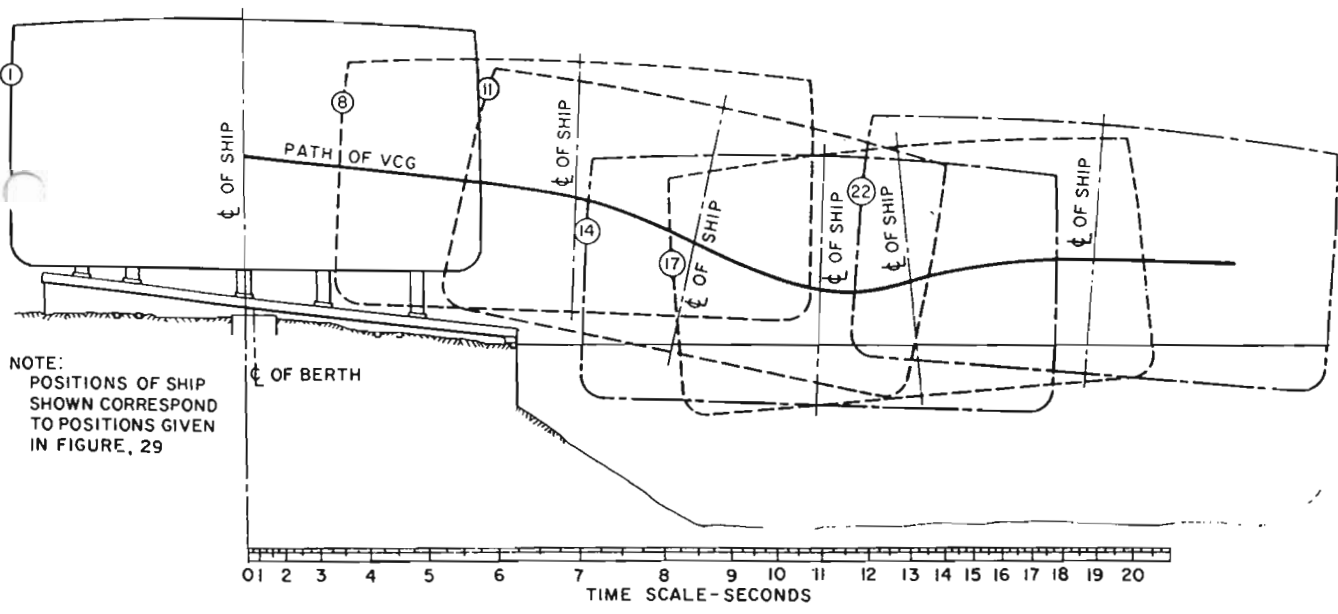 1
8
11
14
17
22
℄ OF SHIP
PATH OF VCG
℄ OF SHIP
℄ OF SHIP
℄ OF SHIP
℄ OF SHIP
℄ OF SHIP
℄ OF BERTH
NOTE:
POSITIONS OF SHIP
SHOWN CORRESPOND
TO POSITIONS GIVEN
IN FIGURE, 29
0 1 2 3 4 5 6 7 8 9 10 11 12 13 14 15 16 17 18 19 20
TIME SCALE-SECONDS